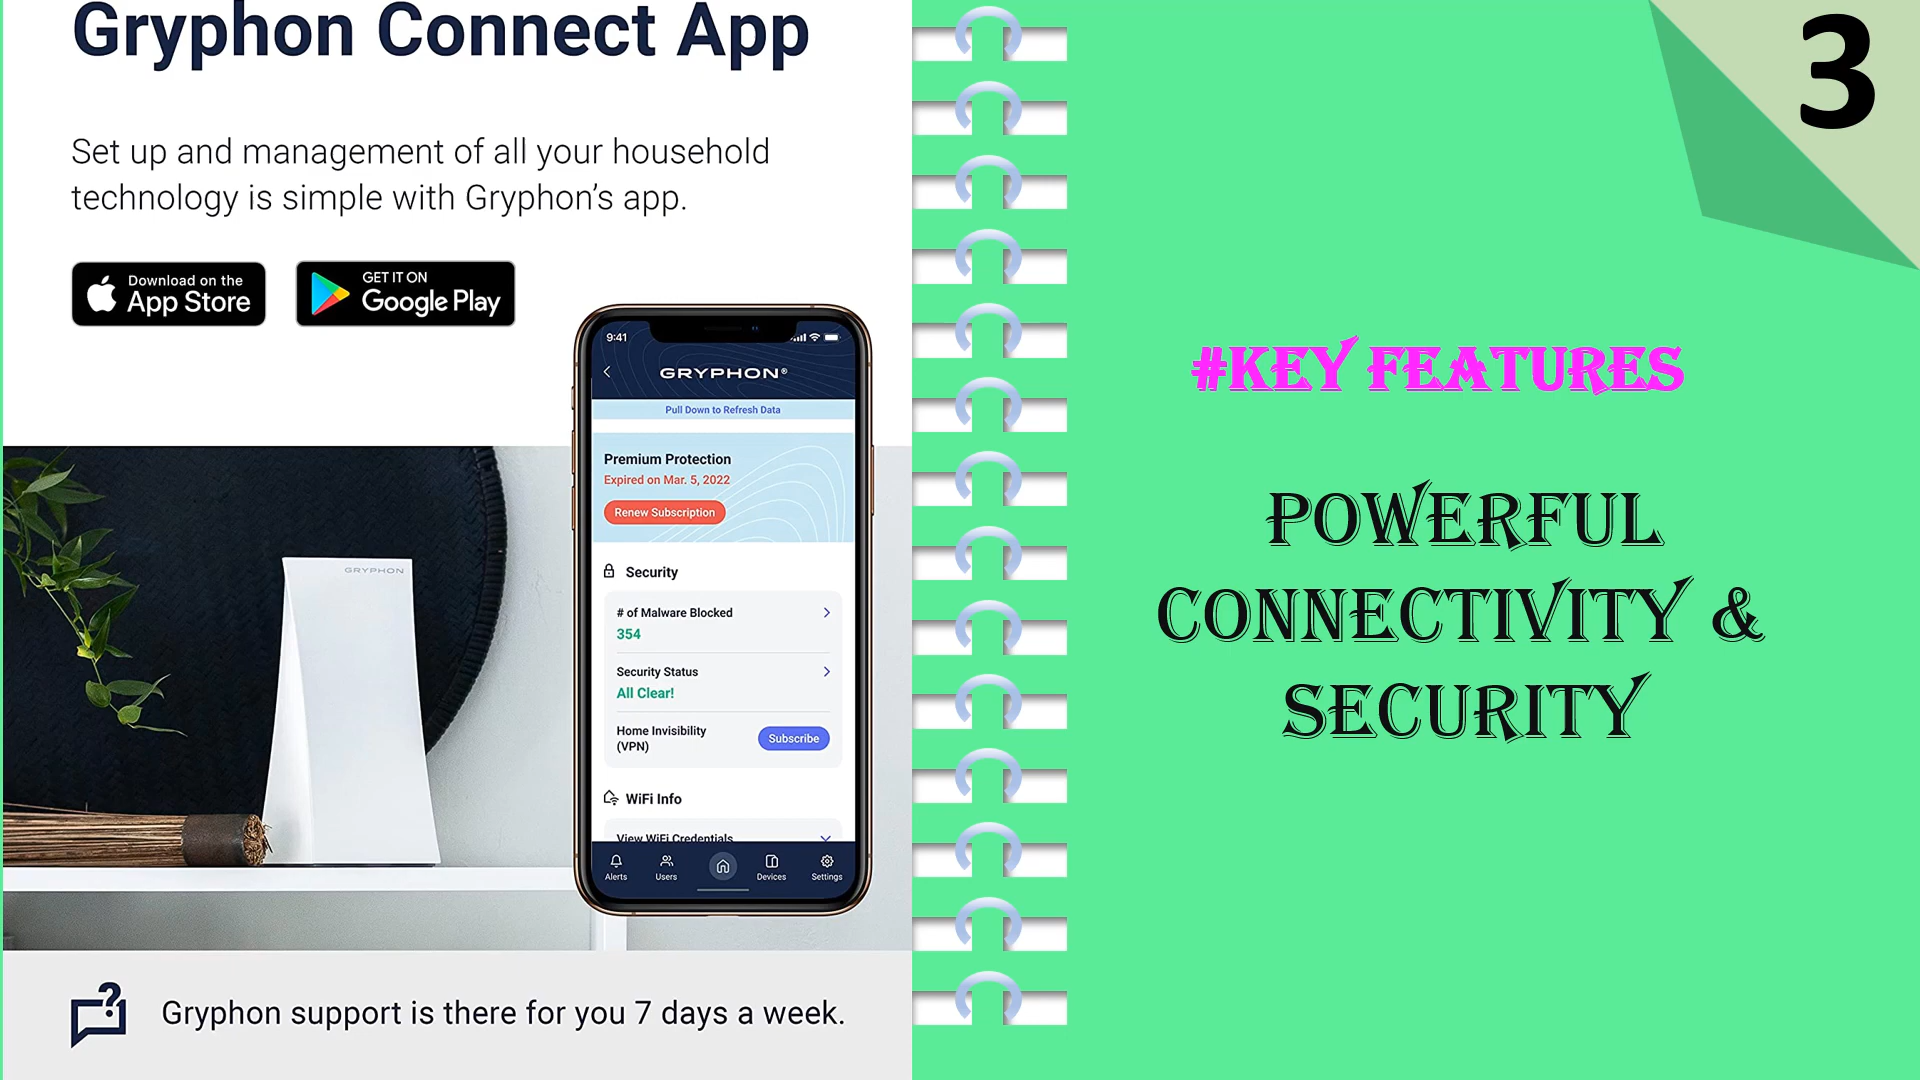 Gryphon Connect App
Set up and management of all your household
technology is simple with Gryphon’s app.
Download on the
App Store
GET IT ON
Google Play
9:41
GRYPHON®
Pull Down to Refresh Data
Premium Protection
Expired on Mar. 5, 2022
Renew Subscription
Security
# of Malware Blocked
354
Security Status
All Clear!
Home Invisibility
(VPN)
Subscribe
WiFi Info
View WiFi Credentials
Alerts
Users
Devices
Settings
GRYPHON
Gryphon support is there for you 7 days a week.
3
#KEY FEATURES
POWERFUL
CONNECTIVITY &
SECURITY